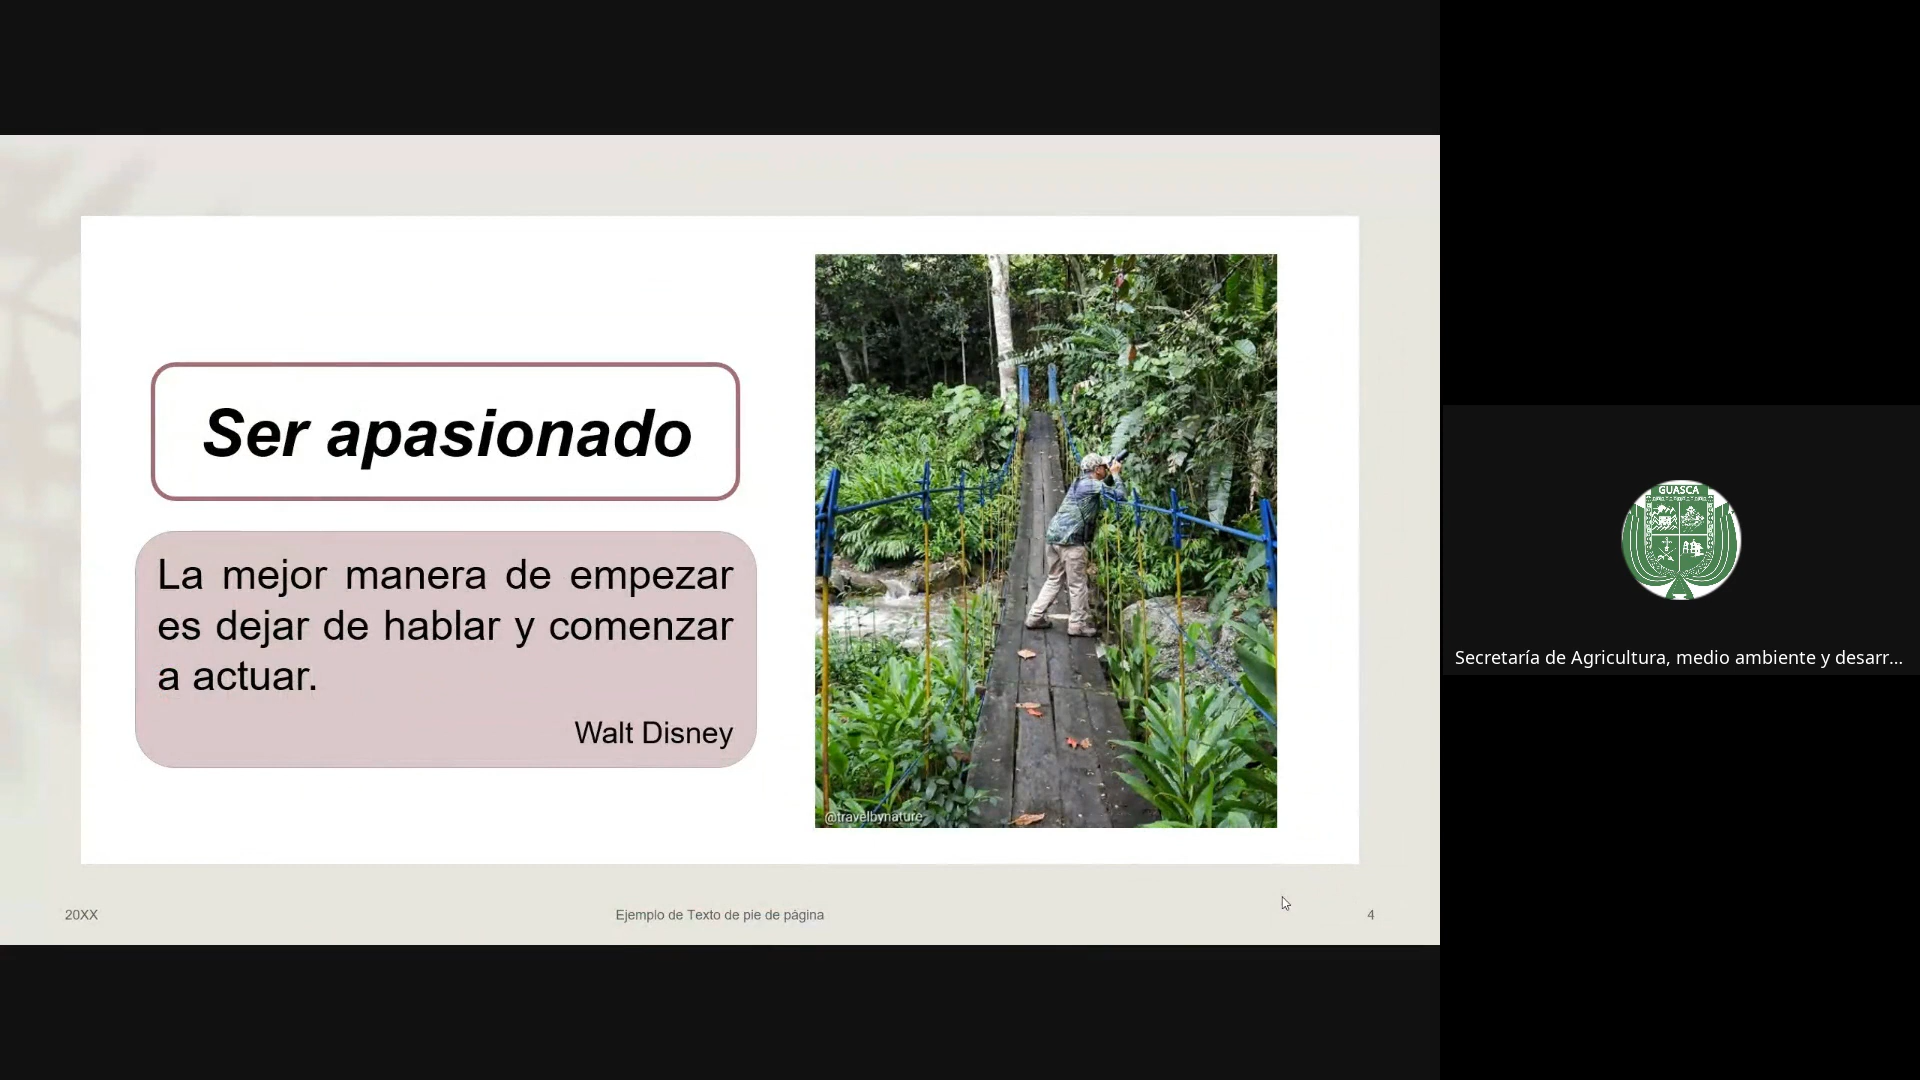 Ser apasionado
La mejor manera de empezar
es dejar de hablar y comenzar
a actuar.
Walt Disney
@travelbynature
20XX
Ejemplo de Texto de pie de página
4
GUASCA
Secretaría de Agricultura, medio ambiente y desarr...